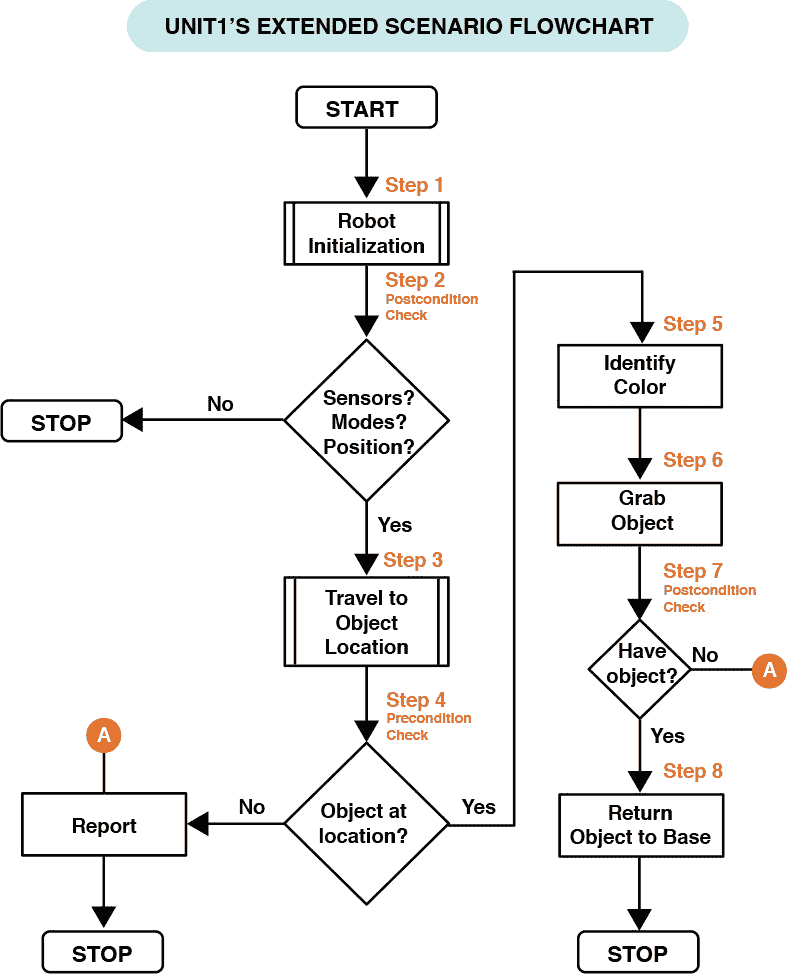 UNIT1'S EXTENDED SCENARIO FLOWCHART
START
Step 1
Robot
Initialization
Step 2
Postcondition
Check
Sensors?
Modes?
Position?
No
STOP
Yes
Step 3
Travel to
Object
Location
Step 4
Precondition
Check
Object at
location?
No
A
Report
STOP
Yes
Step 5
Identify
Color
Step 6
Grab
Object
Step 7
Postcondition
Check
Have
object?
No
A
Yes
Step 8
Return
Object to Base
STOP